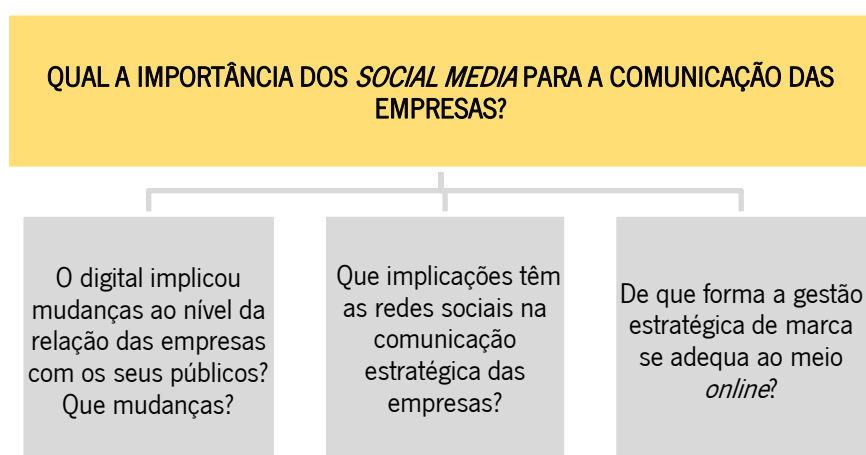 QUAL A IMPORTÂNCIA DOS SOCIAL MEDIA PARA A COMUNICAÇÃO DAS
EMPRESAS?
O digital implicou
mudanças ao nível da
relação das empresas
com os seus públicos?
Que mudanças?
Que implicações têm
as redes sociais na
comunicação
estratégica das
empresas?
De que forma a gestão
estratégica de marca
se adequa ao meio
online?